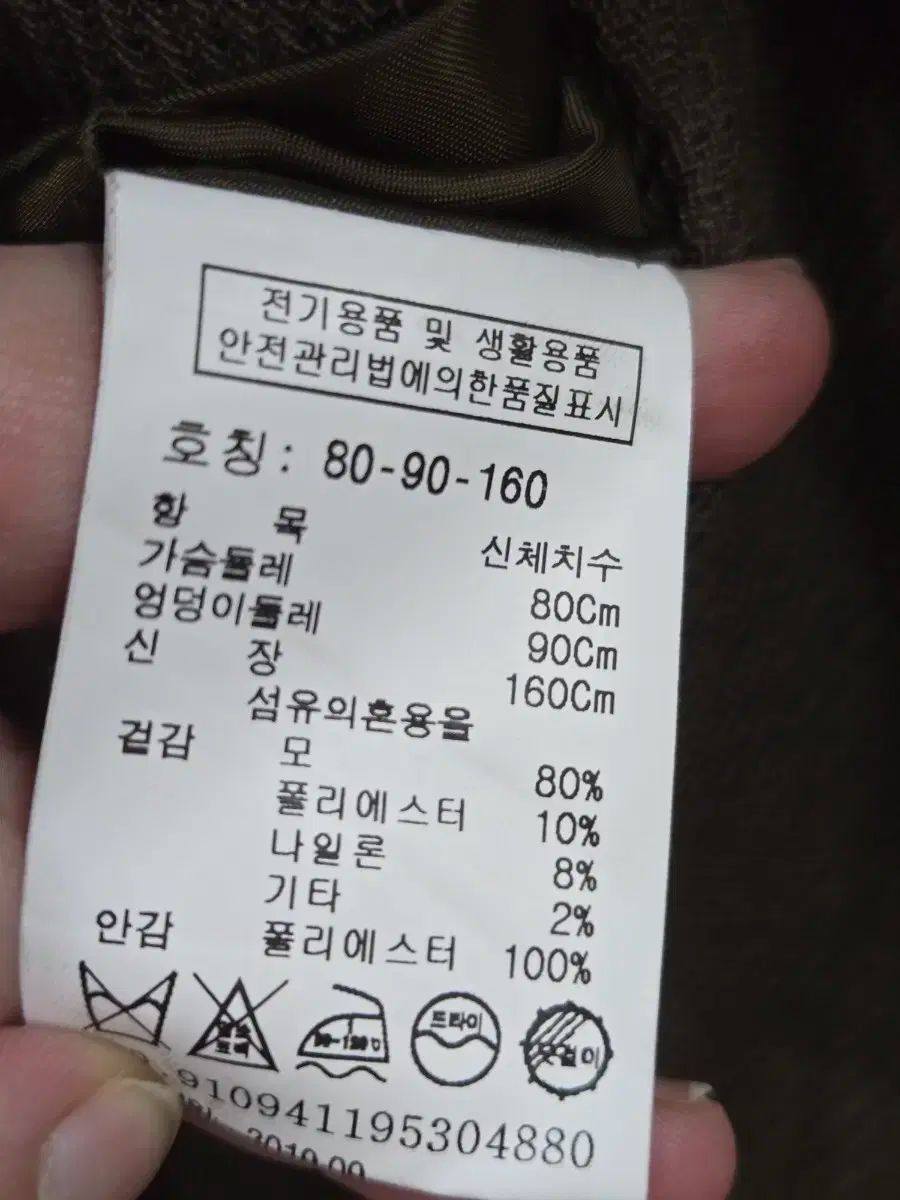 전기용품 및 생활용품
안전관리법에의한품질표시
호칭: 80-90-160
항 목 신체치수
가슴둘레 80Cm
엉덩이둘레 90Cm
신 장 160Cm
섬유의혼용율
겉감 모 80%
폴리에스터 10%
나일론 8%
기타 2%
안감 폴리에스터 100%
드라이
옷걸이
910941195304880